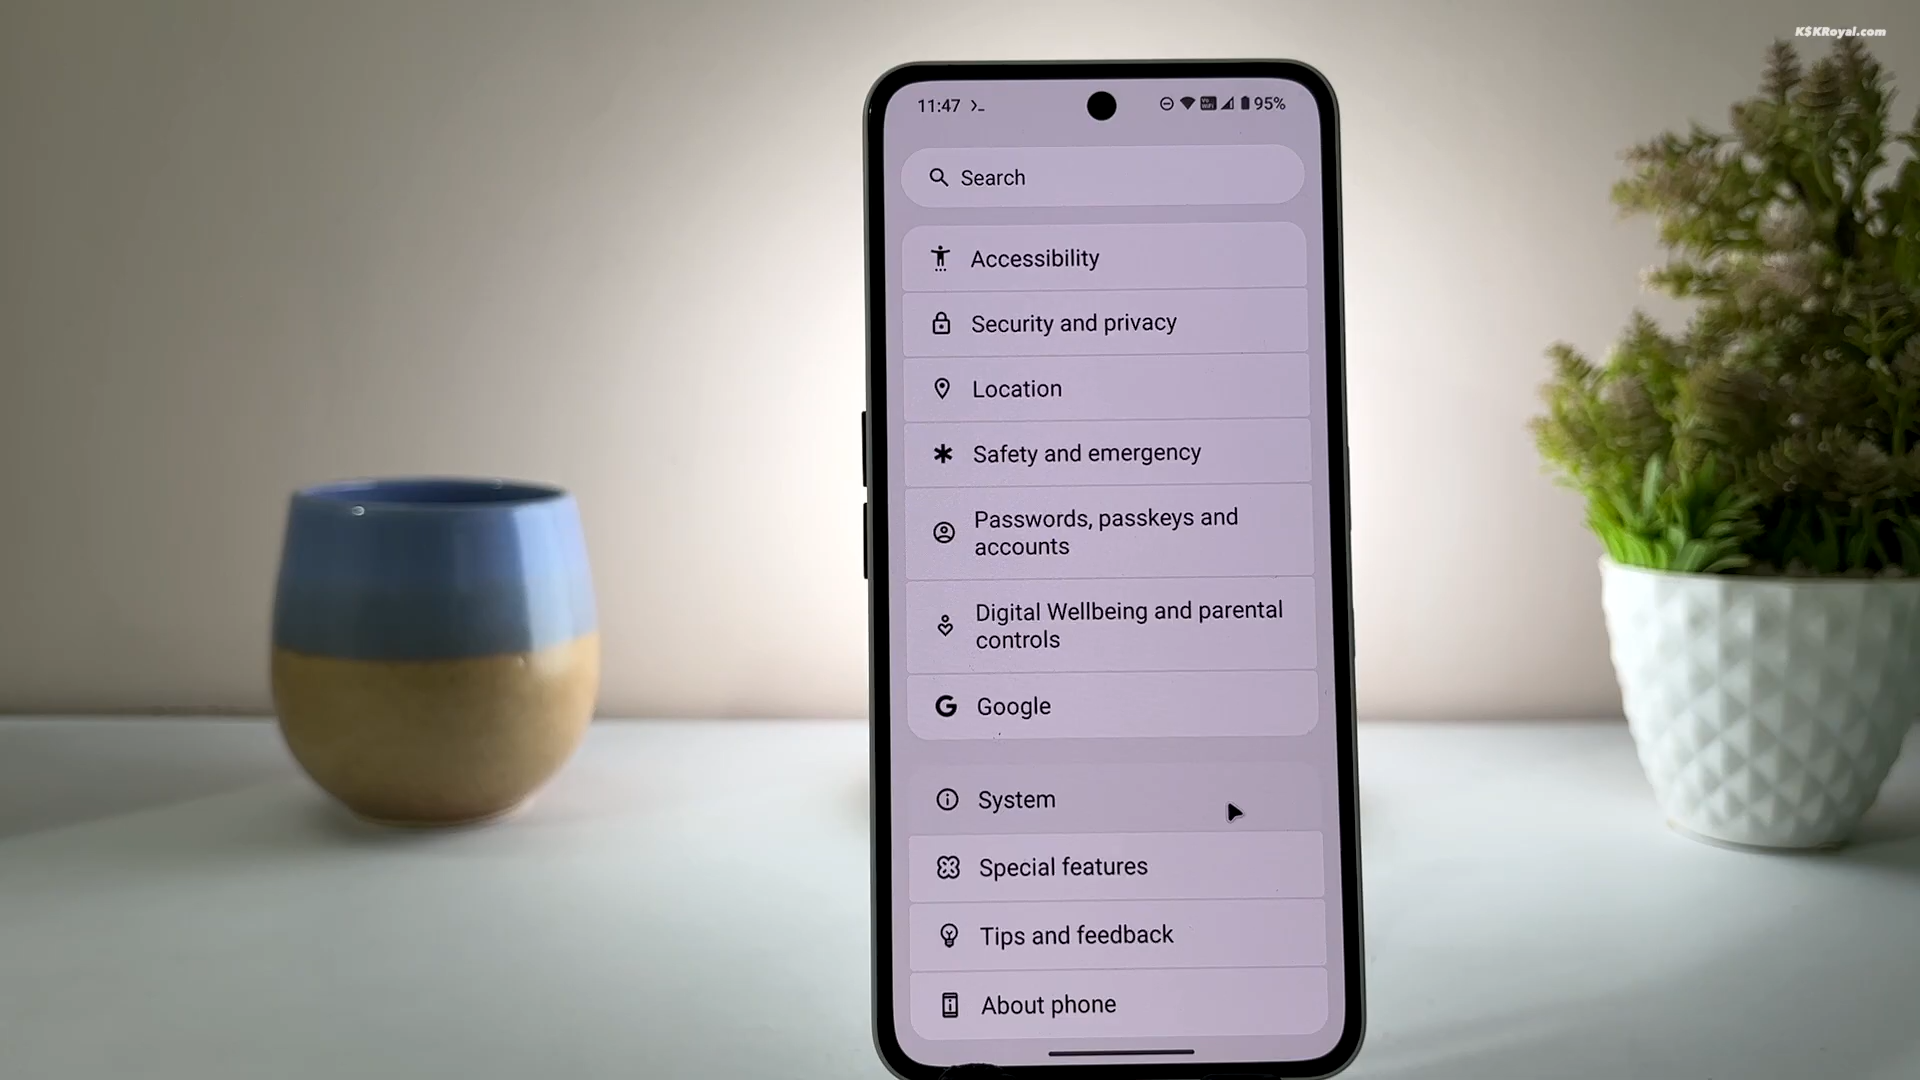 K$KRoyal.com
11:47 >_
95%
Search
Accessibility
Security and privacy
Location
Safety and emergency
Passwords, passkeys and
accounts
Digital Wellbeing and parental
controls
Google
System
Special features
Tips and feedback
About phone